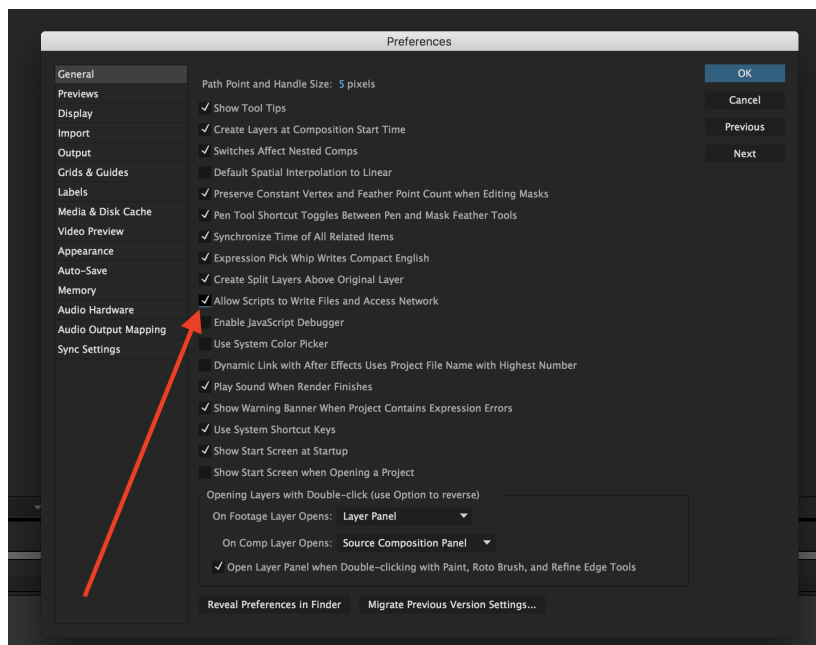 Preferences
General
Previews
Display
Import
Output
Grids & Guides
Labels
Media & Disk Cache
Video Preview
Appearance
Auto-Save
Memory
Audio Hardware
Audio Output Mapping
Sync Settings
Path Point and Handle Size: 5 pixels
Show Tool Tips
Create Layers at Composition Start Time
Switches Affect Nested Comps
Default Spatial Interpolation to Linear
Preserve Constant Vertex and Feather Point Count when Editing Masks
Pen Tool Shortcut Toggles Between Pen and Mask Feather Tools
Synchronize Time of All Related Items
Expression Pick Whip Writes Compact English
Create Split Layers Above Original Layer
Allow Scripts to Write Files and Access Network
Enable JavaScript Debugger
Use System Color Picker
Dynamic Link with After Effects Uses Project File Name with Highest Number
Play Sound When Render Finishes
Show Warning Banner When Project Contains Expression Errors
Use System Shortcut Keys
Show Start Screen at Startup
Show Start Screen when Opening a Project
Opening Layers with Double-click (use Option to reverse)
On Footage Layer Opens: Layer Panel
On Comp Layer Opens: Source Composition Panel
Open Layer Panel when Double-clicking with Paint, Roto Brush, and Refine Edge Tools
Reveal Preferences in Finder Migrate Previous Version Settings...
OK
Cancel
Previous
Next